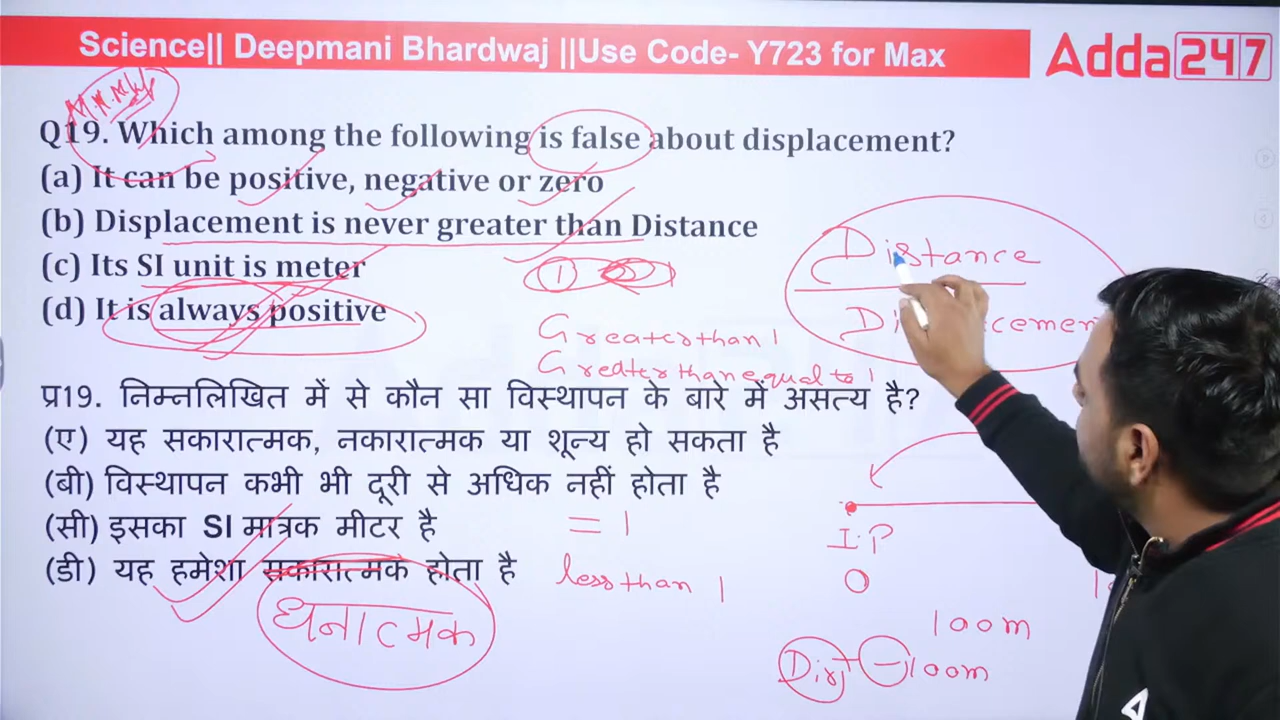 Science|| Deepmani Bhardwaj ||Use Code- Y723 for Max
Adda247
Q19. Which among the following is false about displacement?
(a) It can be positive, negative or zero
(b) Displacement is never greater than Distance
(c) Its SI unit is meter
(d) It is always positive
Distance
1
Greater than 1
Greater than equal to 1
प्र19. निम्नलिखित में से कौन सा विस्थापन के बारे में असत्य है?
(ए) यह सकारात्मक, नकारात्मक या शून्य हो सकता है
(बी) विस्थापन कभी भी दूरी से अधिक नहीं होता है
(सी) इसका SI मात्रक मीटर है
= 1
I.P
(डी) यह हमेशा सकारात्मक होता है
less than 1
O
धनात्मक
100m
-100m